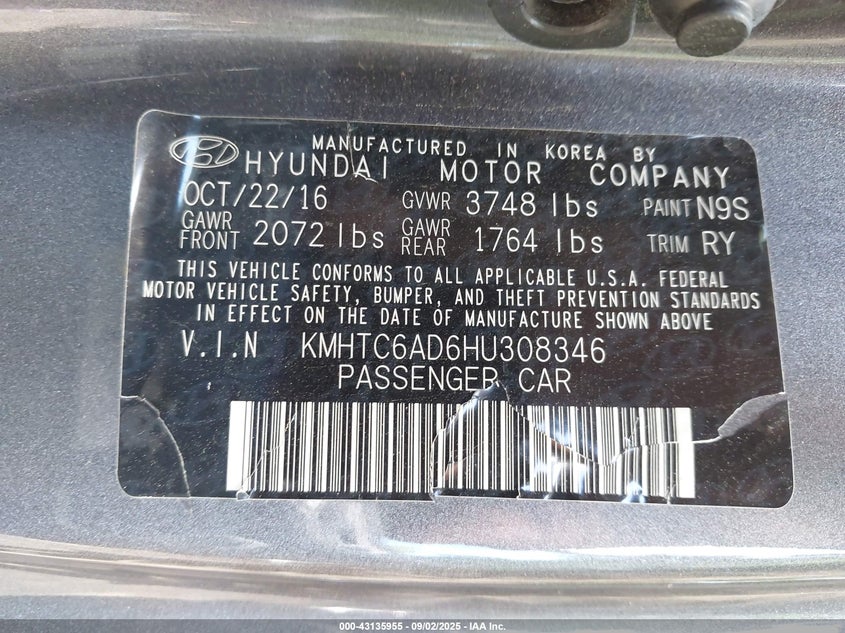 MANUFACTURED IN KOREA BY
HYUNDAI MOTOR COMPANY
OCT/22/16 GVWR 3748 lbs PAINT N9S
GAWR FRONT 2072 lbs GAWR REAR 1764 lbs TRIM RY
THIS VEHICLE CONFORMS TO ALL APPLICABLE U.S.A. FEDERAL
MOTOR VEHICLE SAFETY, BUMPER, AND THEFT PREVENTION STANDARDS
IN EFFECT ON THE DATE OF MANUFACTURE SHOWN ABOVE
V.I.N KMHTC6AD6HU308346
PASSENGER CAR
000-43135955 - 09/02/2025 - IAA Inc.